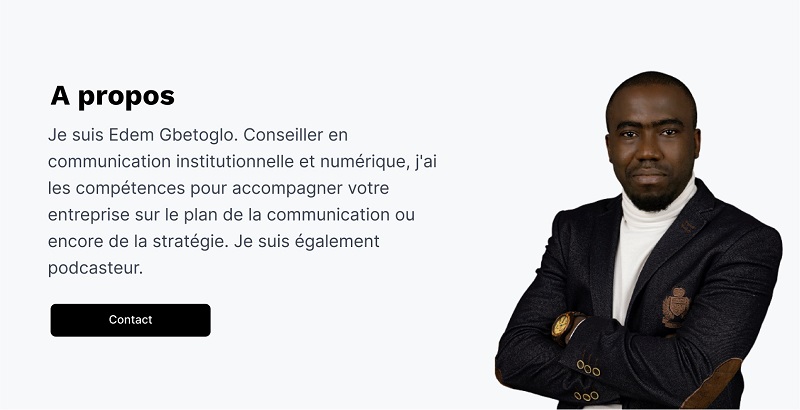 A propos
Je suis Edem Gbetoglo. Conseiller en
communication institutionnelle et numérique, j'ai
les compétences pour accompagner votre
entreprise sur le plan de la communication ou
encore de la stratégie. Je suis également
podcasteur.
Contact